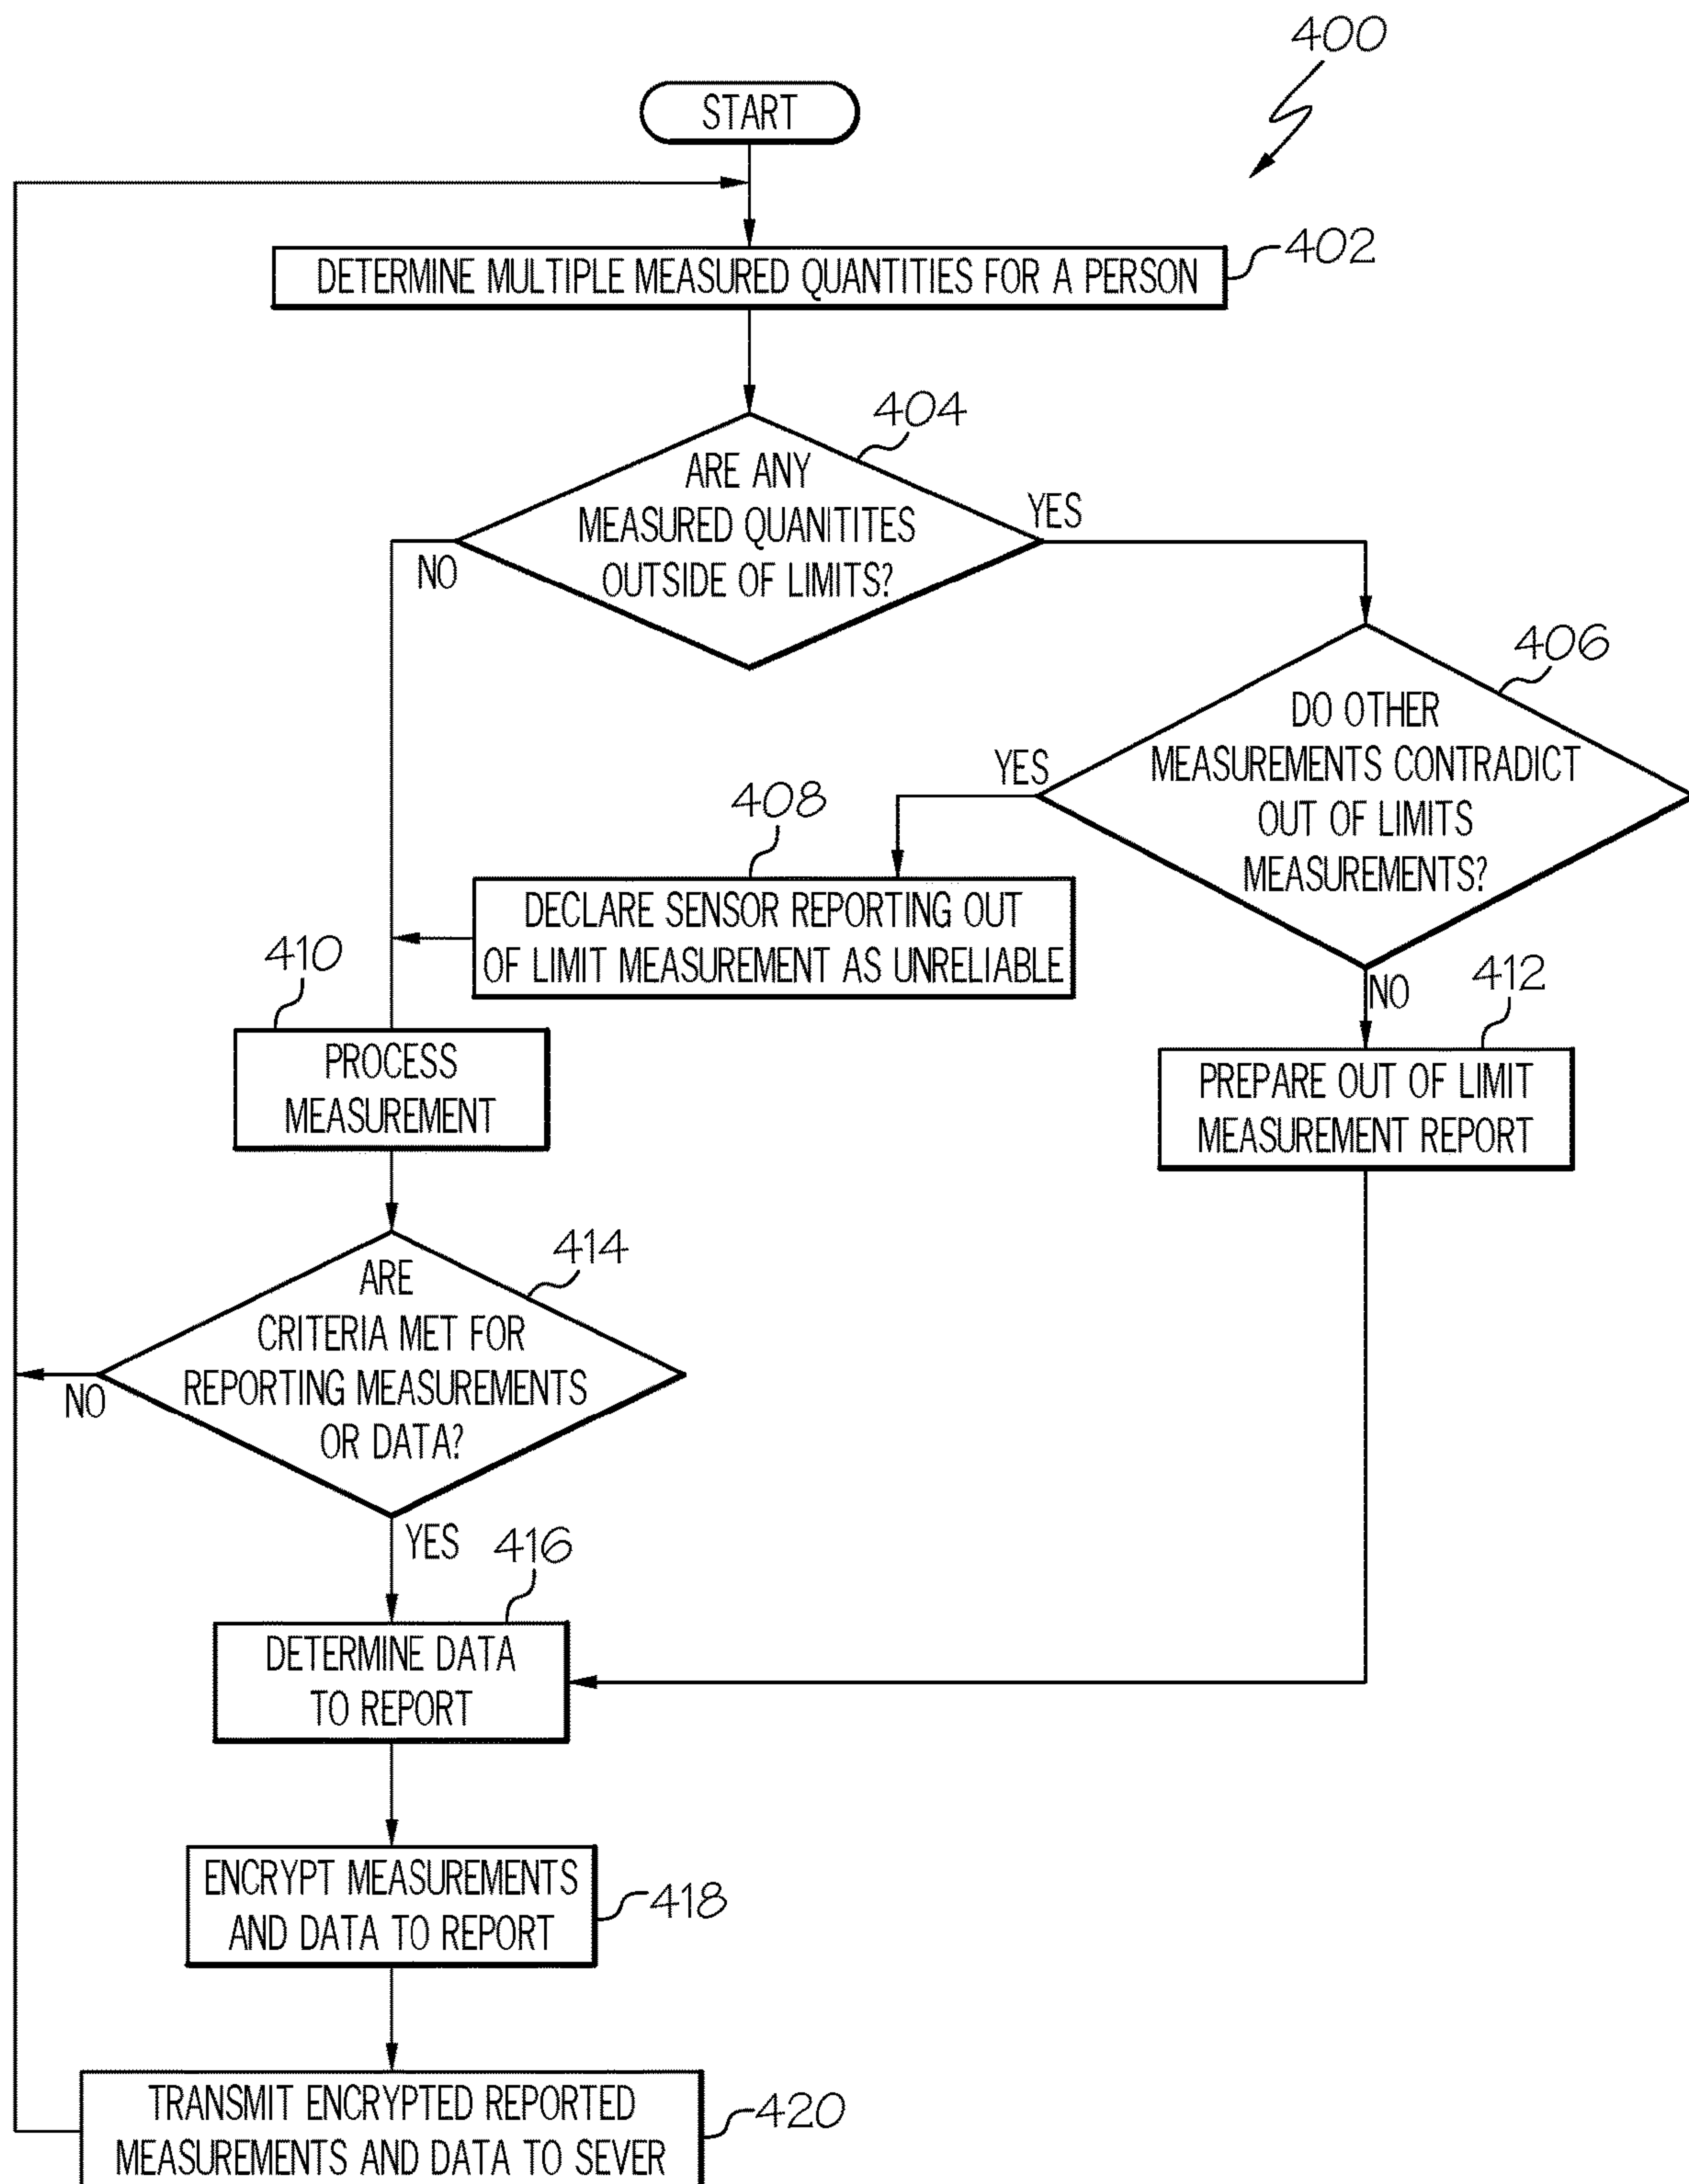 400
START
DETERMINE MULTIPLE MEASURED QUANTITIES FOR A PERSON
402
404
ARE ANY
MEASURED QUANITITES
OUTSIDE OF LIMITS?
YES
NO
406
DO OTHER
MEASUREMENTS CONTRADICT
OUT OF LIMITS
MEASUREMENTS?
YES
NO
408
DECLARE SENSOR REPORTING OUT
OF LIMIT MEASUREMENT AS UNRELIABLE
410
PROCESS
MEASUREMENT
412
PREPARE OUT OF LIMIT
MEASUREMENT REPORT
414
ARE
CRITERIA MET FOR
REPORTING MEASUREMENTS
OR DATA?
NO
YES
416
DETERMINE DATA
TO REPORT
ENCRYPT MEASUREMENTS
AND DATA TO REPORT
418
TRANSMIT ENCRYPTED REPORTED
MEASUREMENTS AND DATA TO SEVER
420